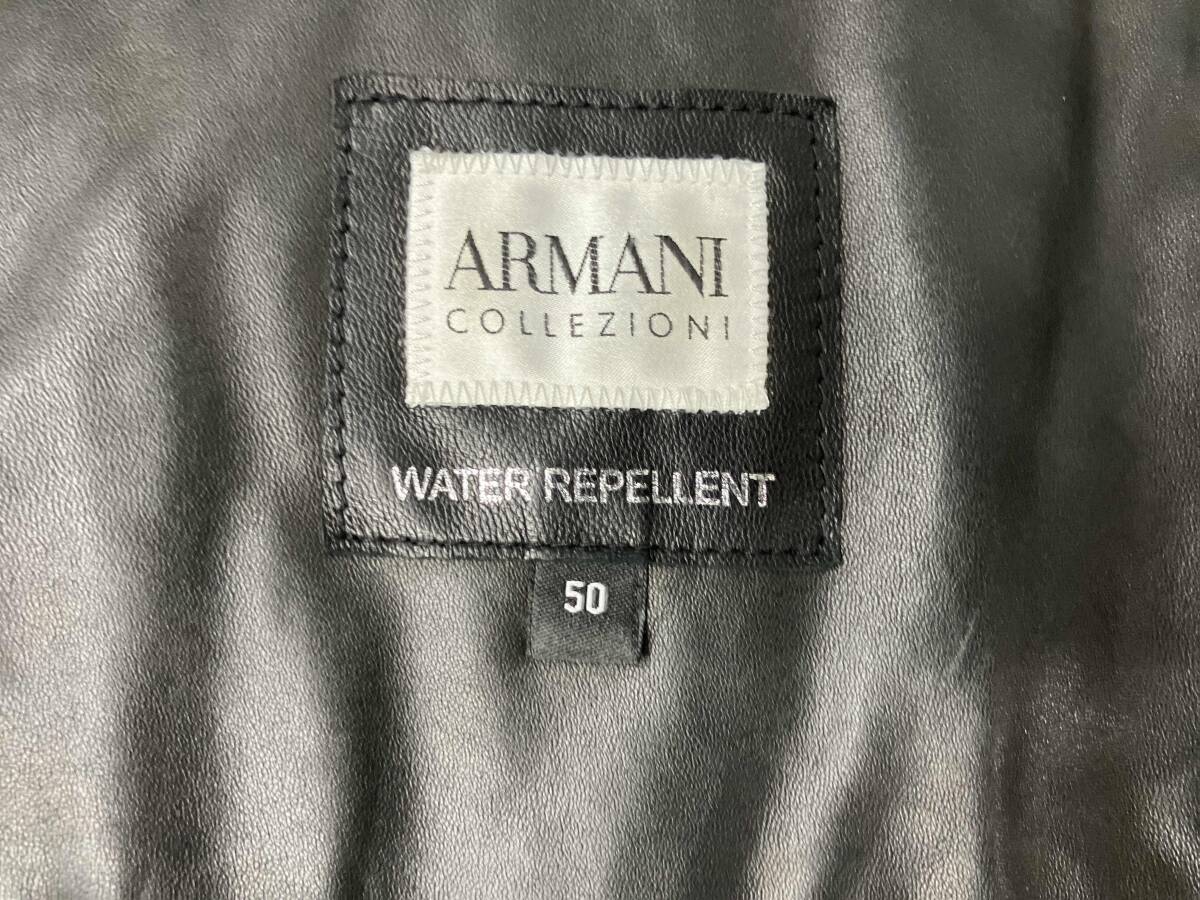 ARMANI
COLLEZIONI
WATER REPELLENT
50